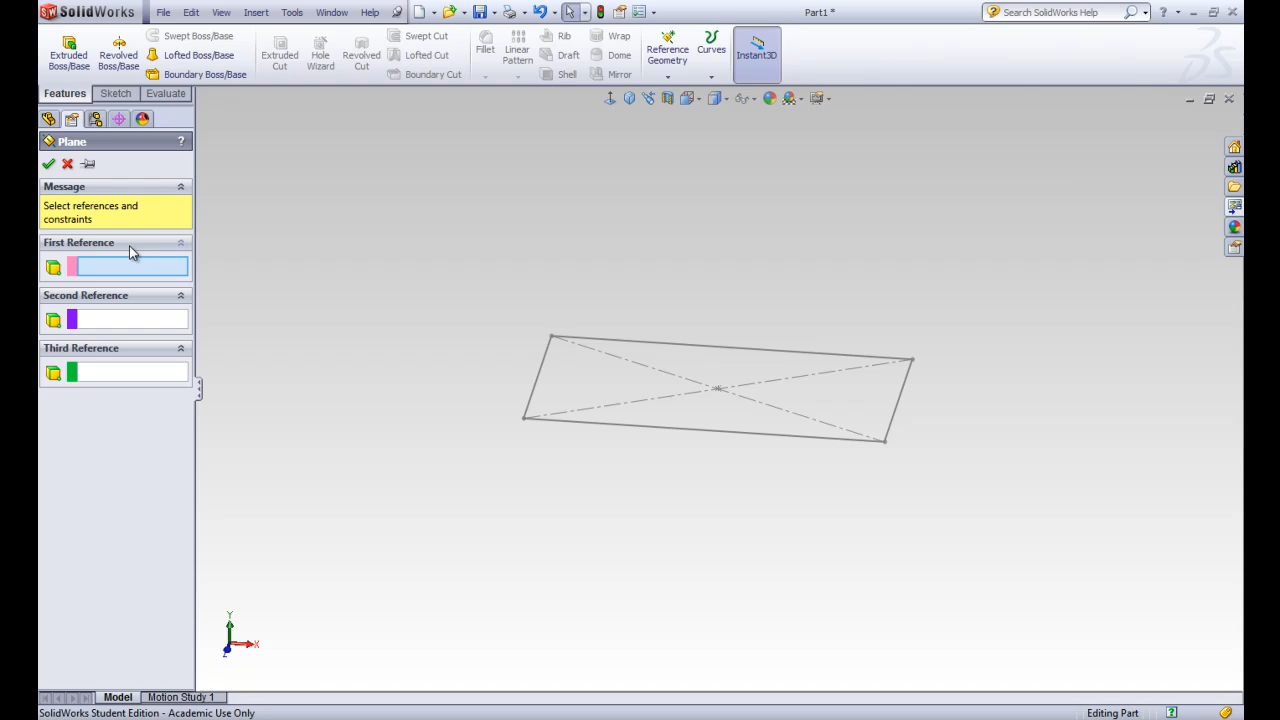 SolidWorks File Edit View Insert Tools Window Help Part1 * Search SolidWorks Help
Extruded Boss/Base
Revolved Boss/Base
Swept Boss/Base
Lofted Boss/Base
Boundary Boss/Base
Extruded Cut
Hole Wizard
Revolved Cut
Swept Cut
Lofted Cut
Boundary Cut
Fillet
Linear Pattern
Rib
Draft
Shell
Wrap
Dome
Mirror
Reference Geometry
Curves
Instant3D
Features Sketch Evaluate
Plane ?
Message
Select references and
constraints
First Reference
Second Reference
Third Reference
Y
X
Z
Model Motion Study 1
SolidWorks Student Edition - Academic Use Only Editing Part